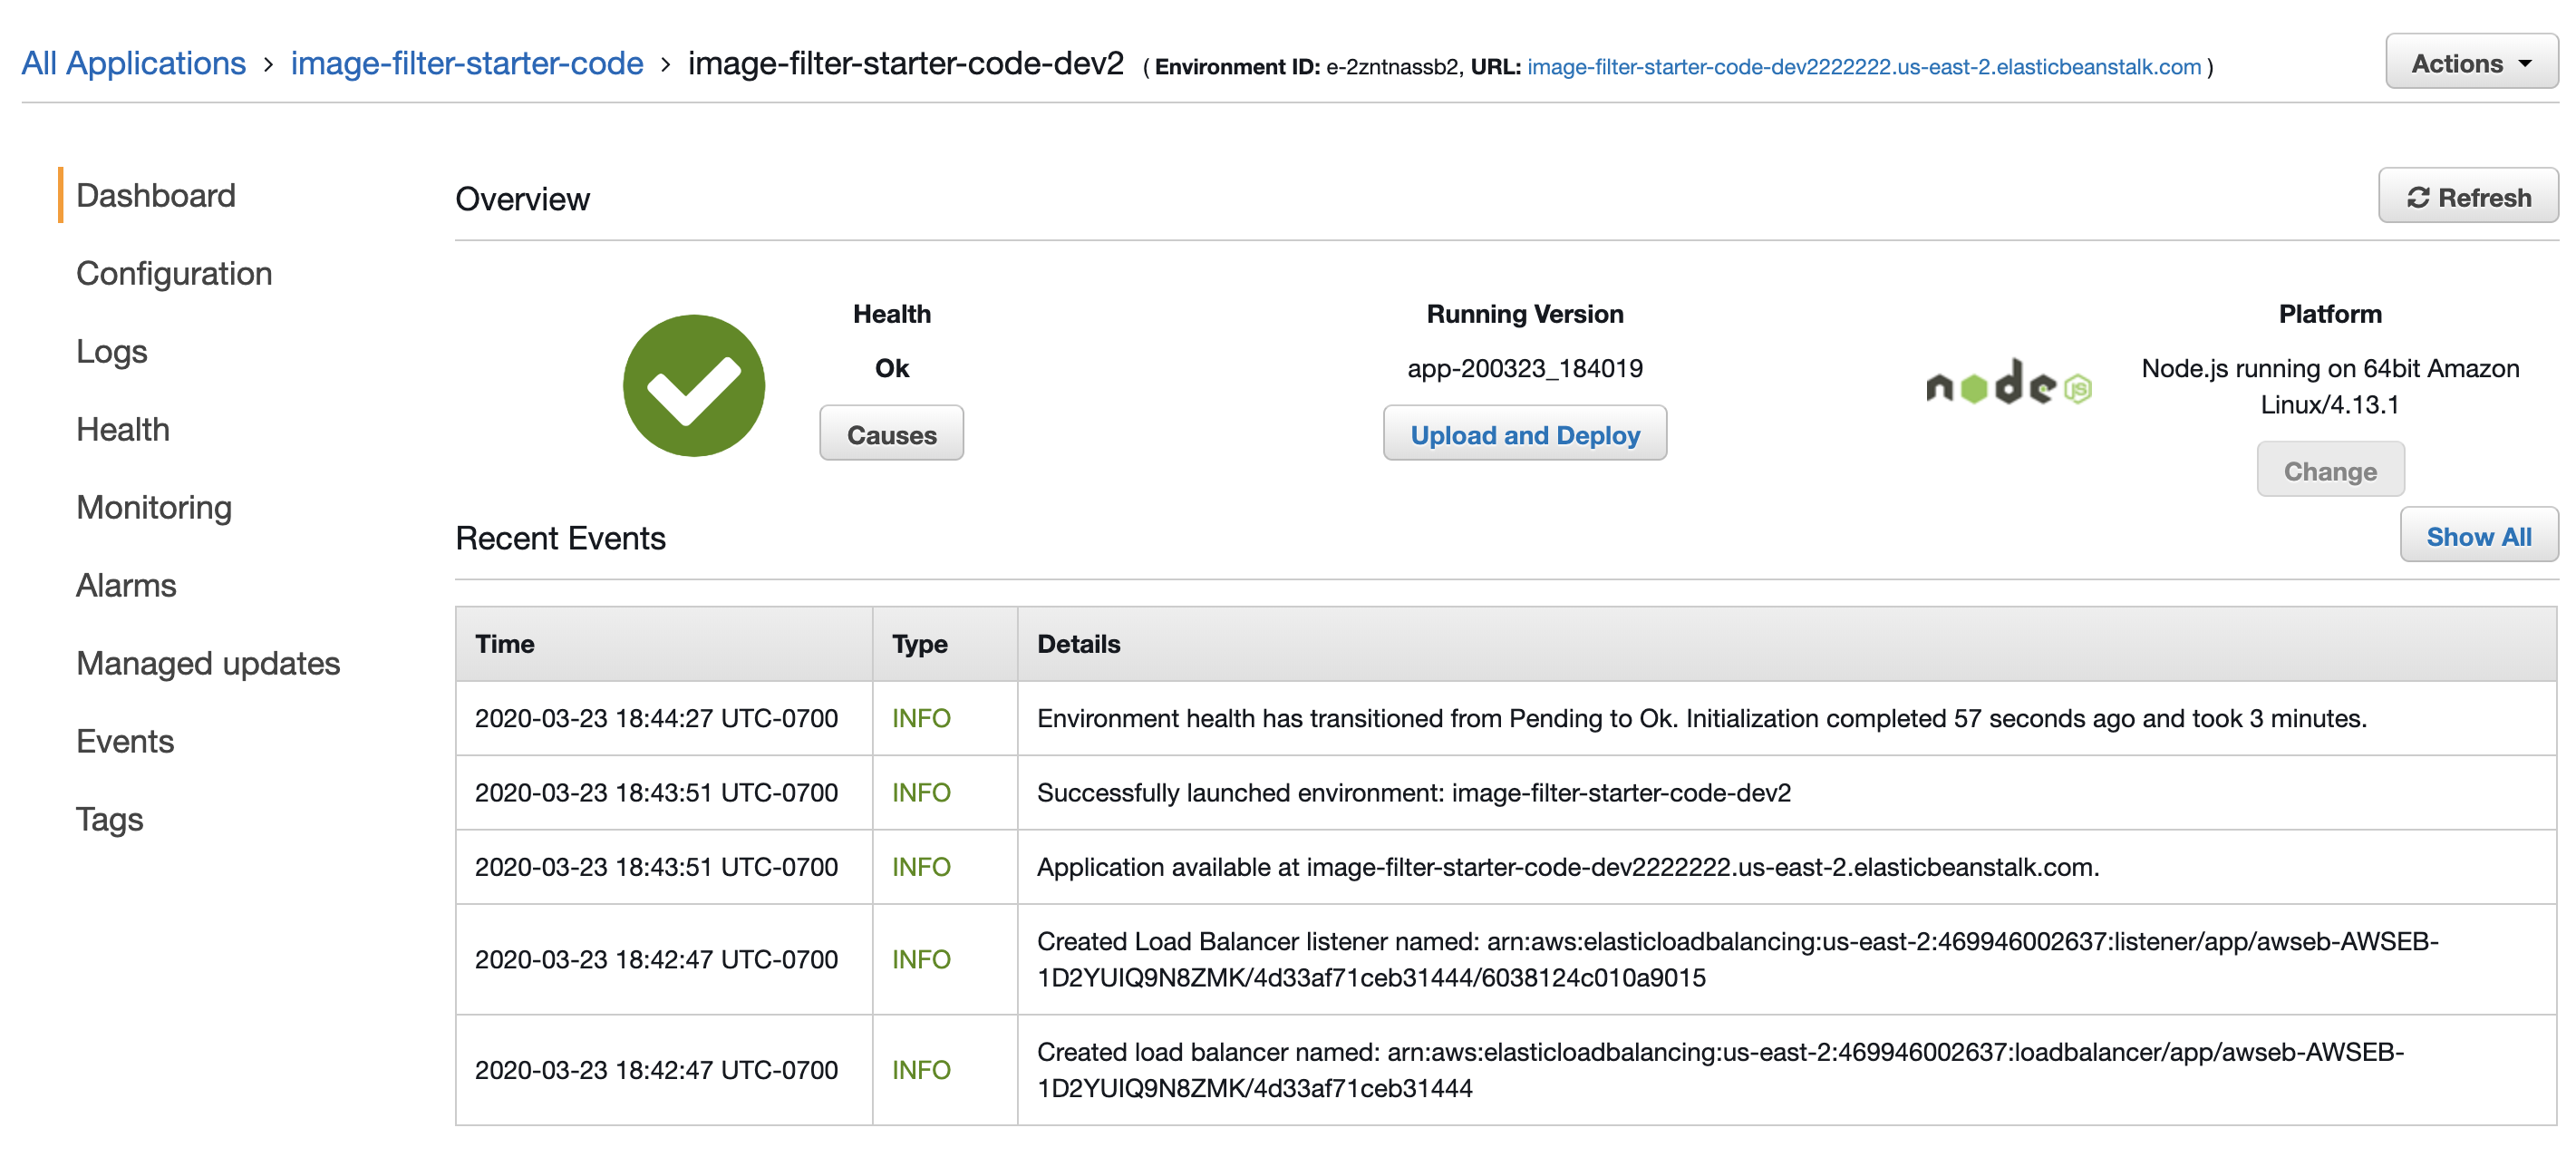 All Applications › image-filter-starter-code › image-filter-starter-code-dev2 ( Environment ID: e-2zntnassb2, URL: image-filter-starter-code-dev2222222.us-east-2.elasticbeanstalk.com )
Actions
Dashboard
Configuration
Logs
Health
Monitoring
Alarms
Managed updates
Events
Tags
Overview
Refresh
Health
Ok
Causes
Running Version
app-200323_184019
Upload and Deploy
node JS
Platform
Node.js running on 64bit Amazon
Linux/4.13.1
Change
Recent Events
Show All
Time Type Details
2020-03-23 18:44:27 UTC-0700 INFO Environment health has transitioned from Pending to Ok. Initialization completed 57 seconds ago and took 3 minutes.
2020-03-23 18:43:51 UTC-0700 INFO Successfully launched environment: image-filter-starter-code-dev2
2020-03-23 18:43:51 UTC-0700 INFO Application available at image-filter-starter-code-dev2222222.us-east-2.elasticbeanstalk.com.
2020-03-23 18:42:47 UTC-0700 INFO Created Load Balancer listener named: arn:aws:elasticloadbalancing:us-east-2:469946002637:listener/app/awseb-AWSEB-
1D2YUIQ9N8ZMK/4d33af71ceb31444/6038124c010a9015
2020-03-23 18:42:47 UTC-0700 INFO Created load balancer named: arn:aws:elasticloadbalancing:us-east-2:469946002637:loadbalancer/app/awseb-AWSEB-
1D2YUIQ9N8ZMK/4d33af71ceb31444